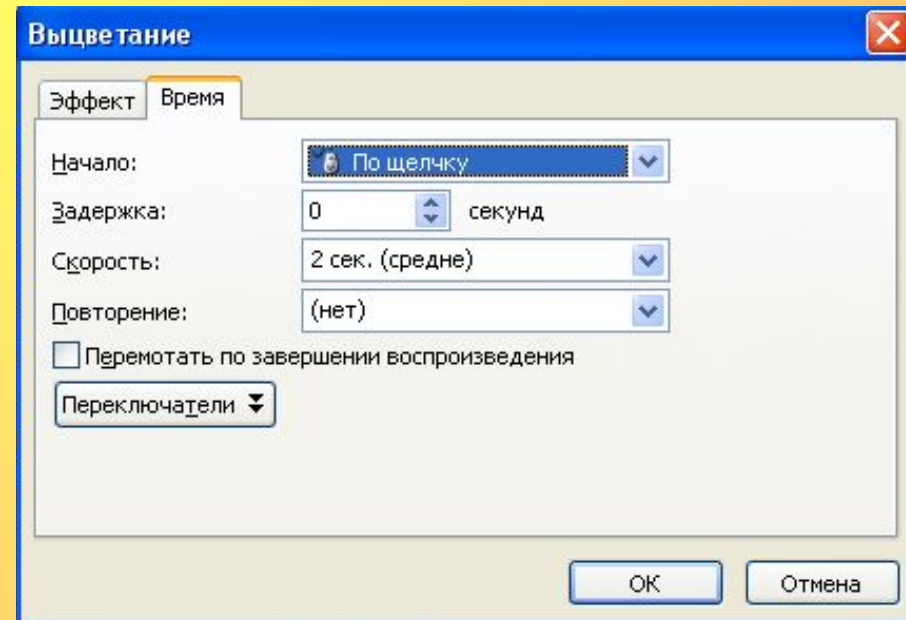 Выцветание
Эффект Время
Начало: По щелчку
Задержка: 0 секунд
Скорость: 2 сек. (средне)
Повторение: (нет)
Перемотать по завершении воспроизведения
Переключатели
ОК Отмена